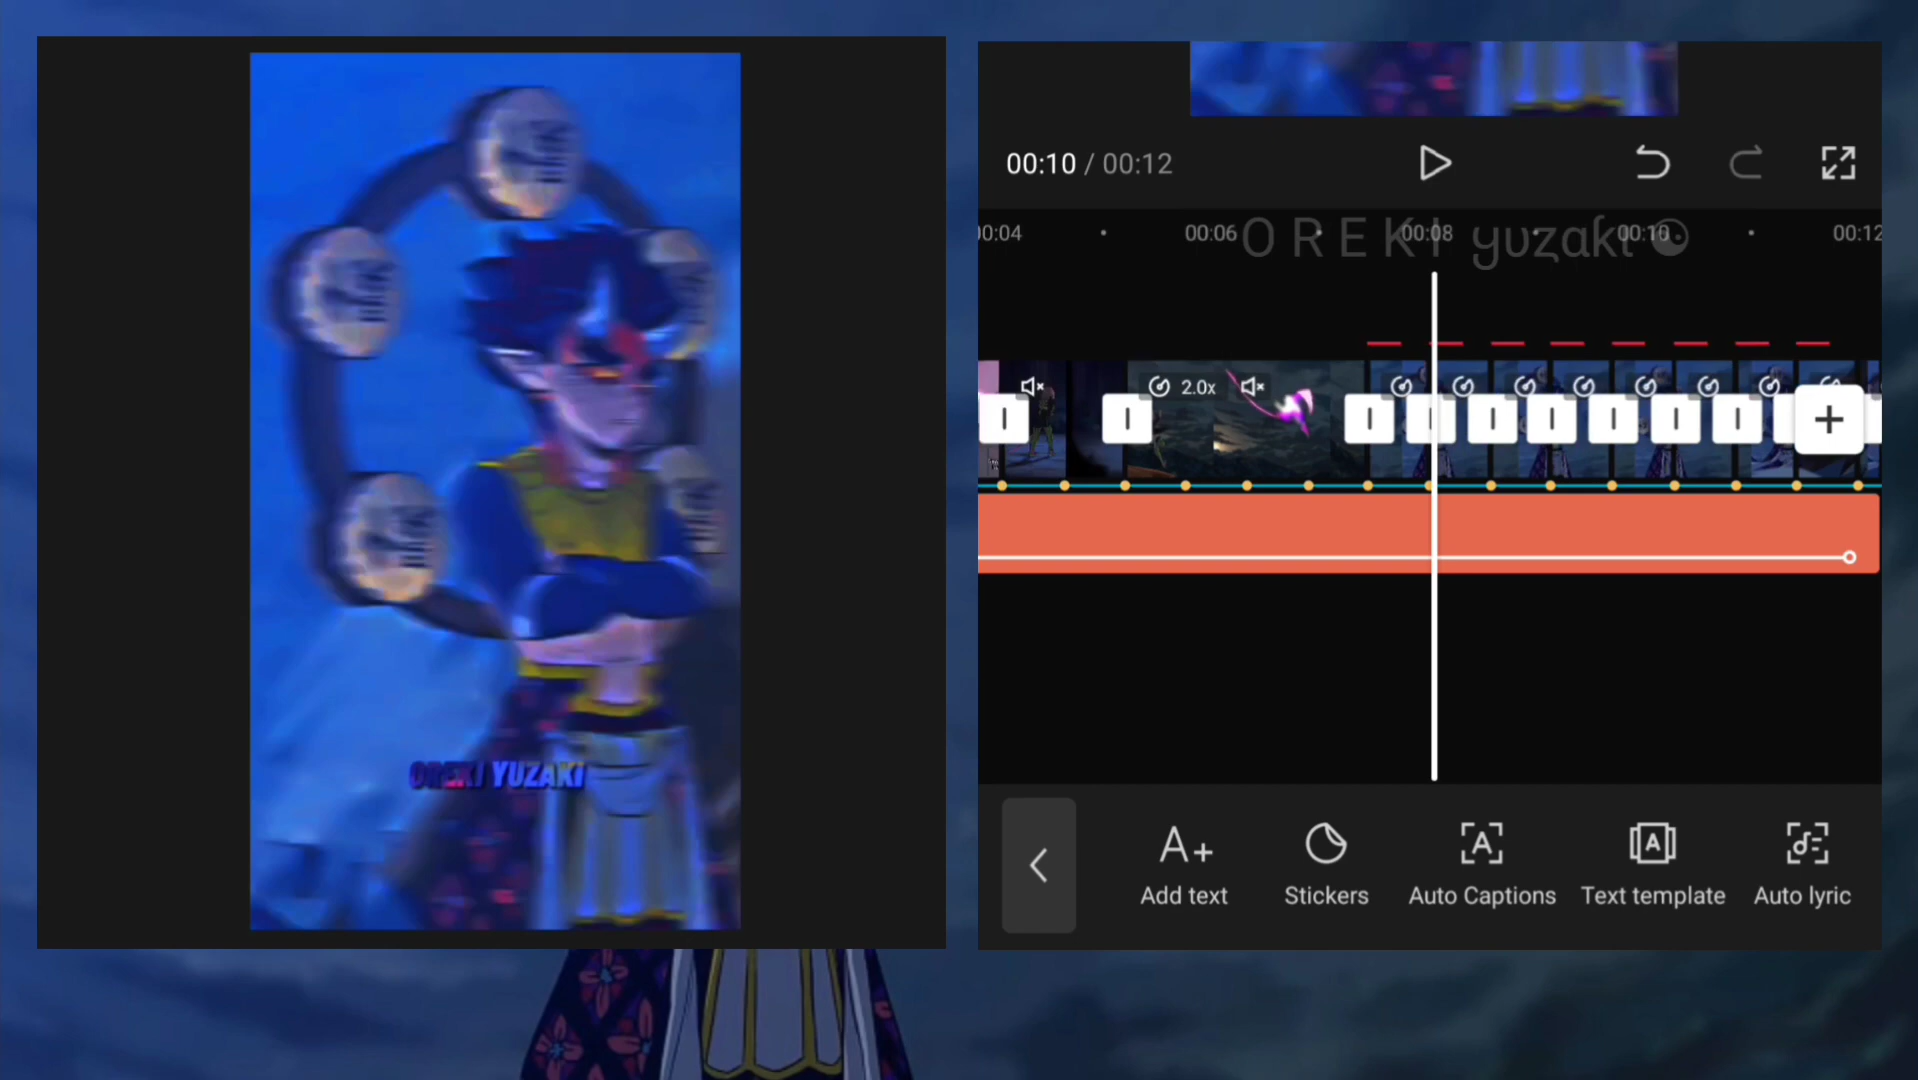 OREKI YUZAKI
00:10 / 00:12
00:04 00:06 00:08 00:10 00:12
O R E K I yuzaki
2.0x
A+
Add text
Stickers
A
Auto Captions
A
Text template
Auto lyric